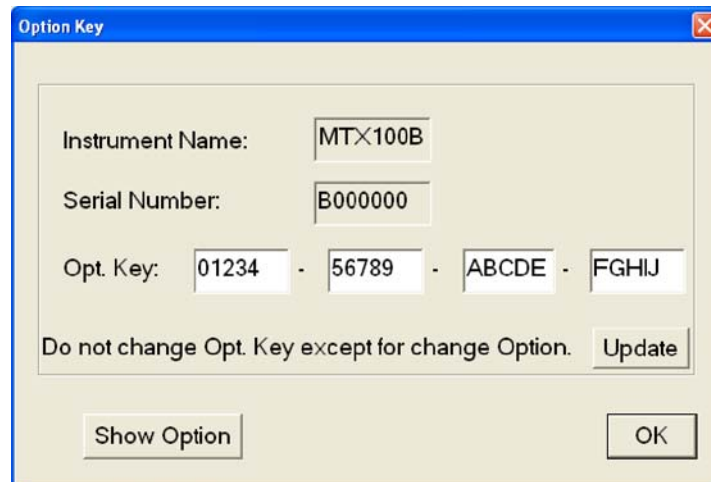 Option Key
Instrument Name: MTX100B
Serial Number: B000000
Opt. Key: 01234 - 56789 - ABCDE - FGHIJ
Do not change Opt. Key except for change Option. Update
Show Option OK